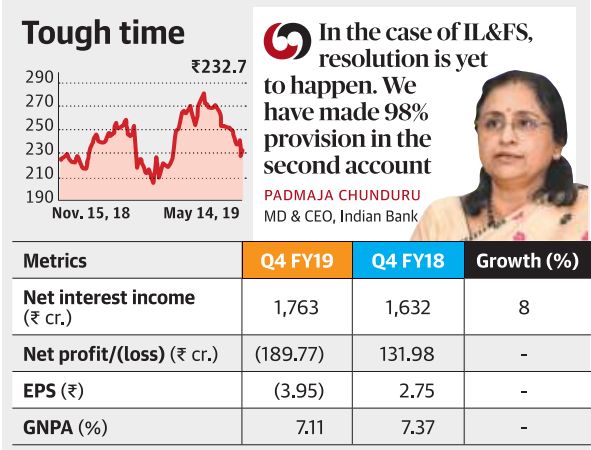 Tough time
₹232.7
290
270
250
230
210
190
Nov. 15, 18 May 14, 19
In the case of IL&FS,
resolution is yet
to happen. We
have made 98%
provision in the
second account
PADMAJA CHUNDURU
MD & CEO, Indian Bank
Metrics Q4 FY19 Q4 FY18 Growth (%)
Net interest income
(₹ cr.) 1,763 1,632 8
Net profit/(loss) (₹ cr.) (189.77) 131.98 -
EPS (₹) (3.95) 2.75 -
GNPA (%) 7.11 7.37 -